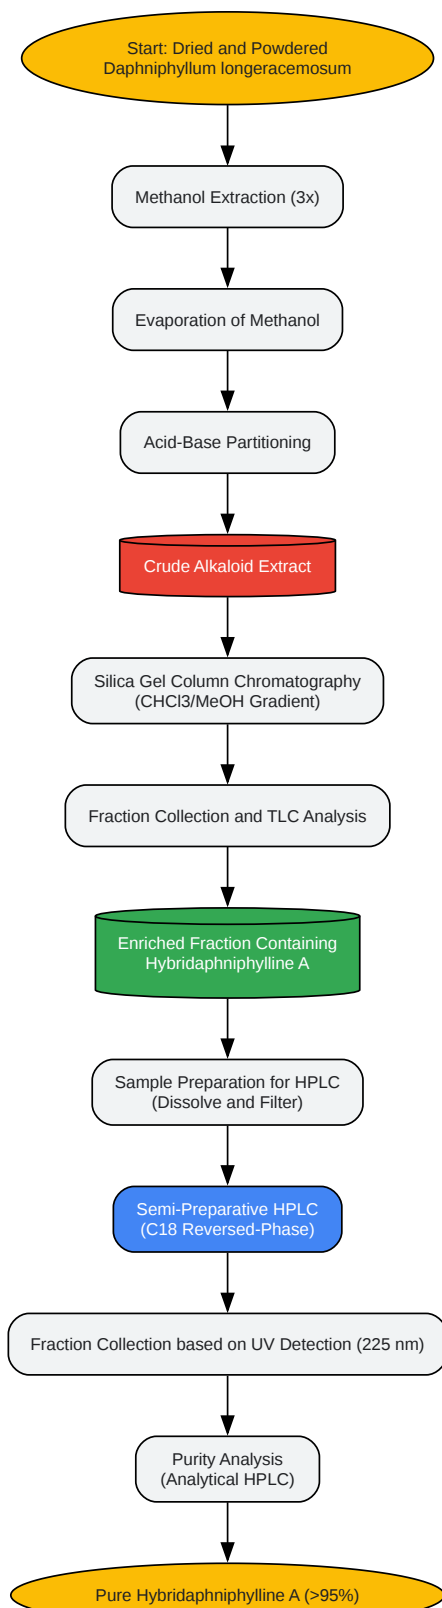 Start: Dried and Powdered
Daphniphyllum longeracemosum
Methanol Extraction (3x)
Evaporation of Methanol
Acid-Base Partitioning
Crude Alkaloid Extract
Silica Gel Column Chromatography
(CHCl3/MeOH Gradient)
Fraction Collection and TLC Analysis
Enriched Fraction Containing
Hybridaphniphylline A
Sample Preparation for HPLC
(Dissolve and Filter)
Semi-Preparative HPLC
(C18 Reversed-Phase)
Fraction Collection based on UV Detection (225 nm)
Purity Analysis
(Analytical HPLC)
Pure Hybridaphniphylline A (>95%)